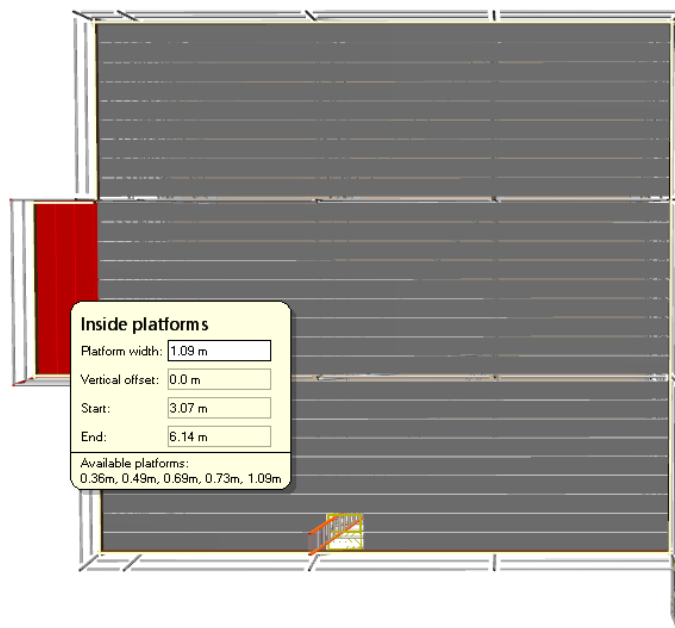 Inside platforms
Platform width: 1.09 m
Vertical offset: 0.0 m
Start: 3.07 m
End: 6.14 m
Available platforms:
0.36m, 0.49m, 0.69m, 0.73m, 1.09m